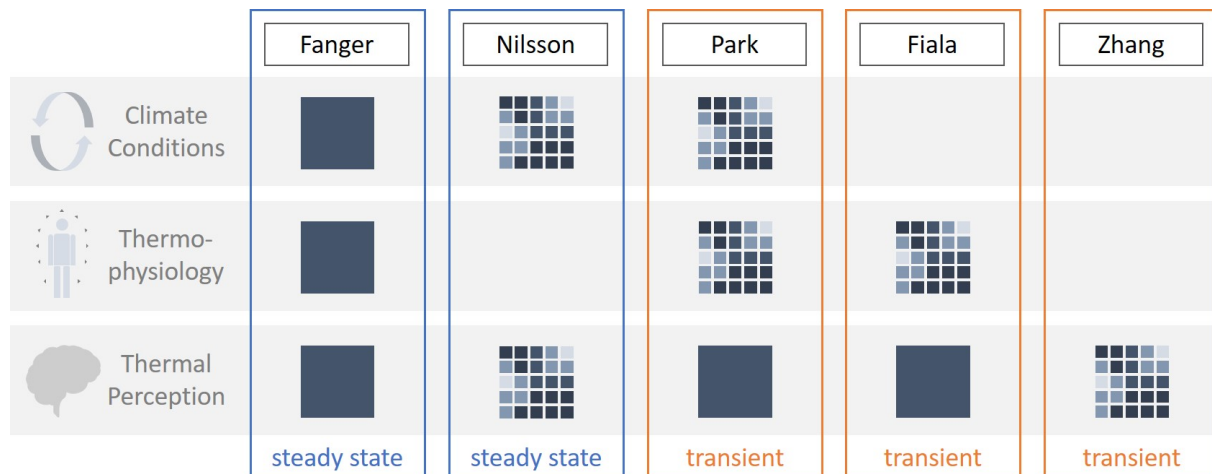 Fanger Nilsson Park Fiala Zhang
Climate
Conditions
Thermo-
physiology
Thermal
Perception
steady state steady state transient transient transient